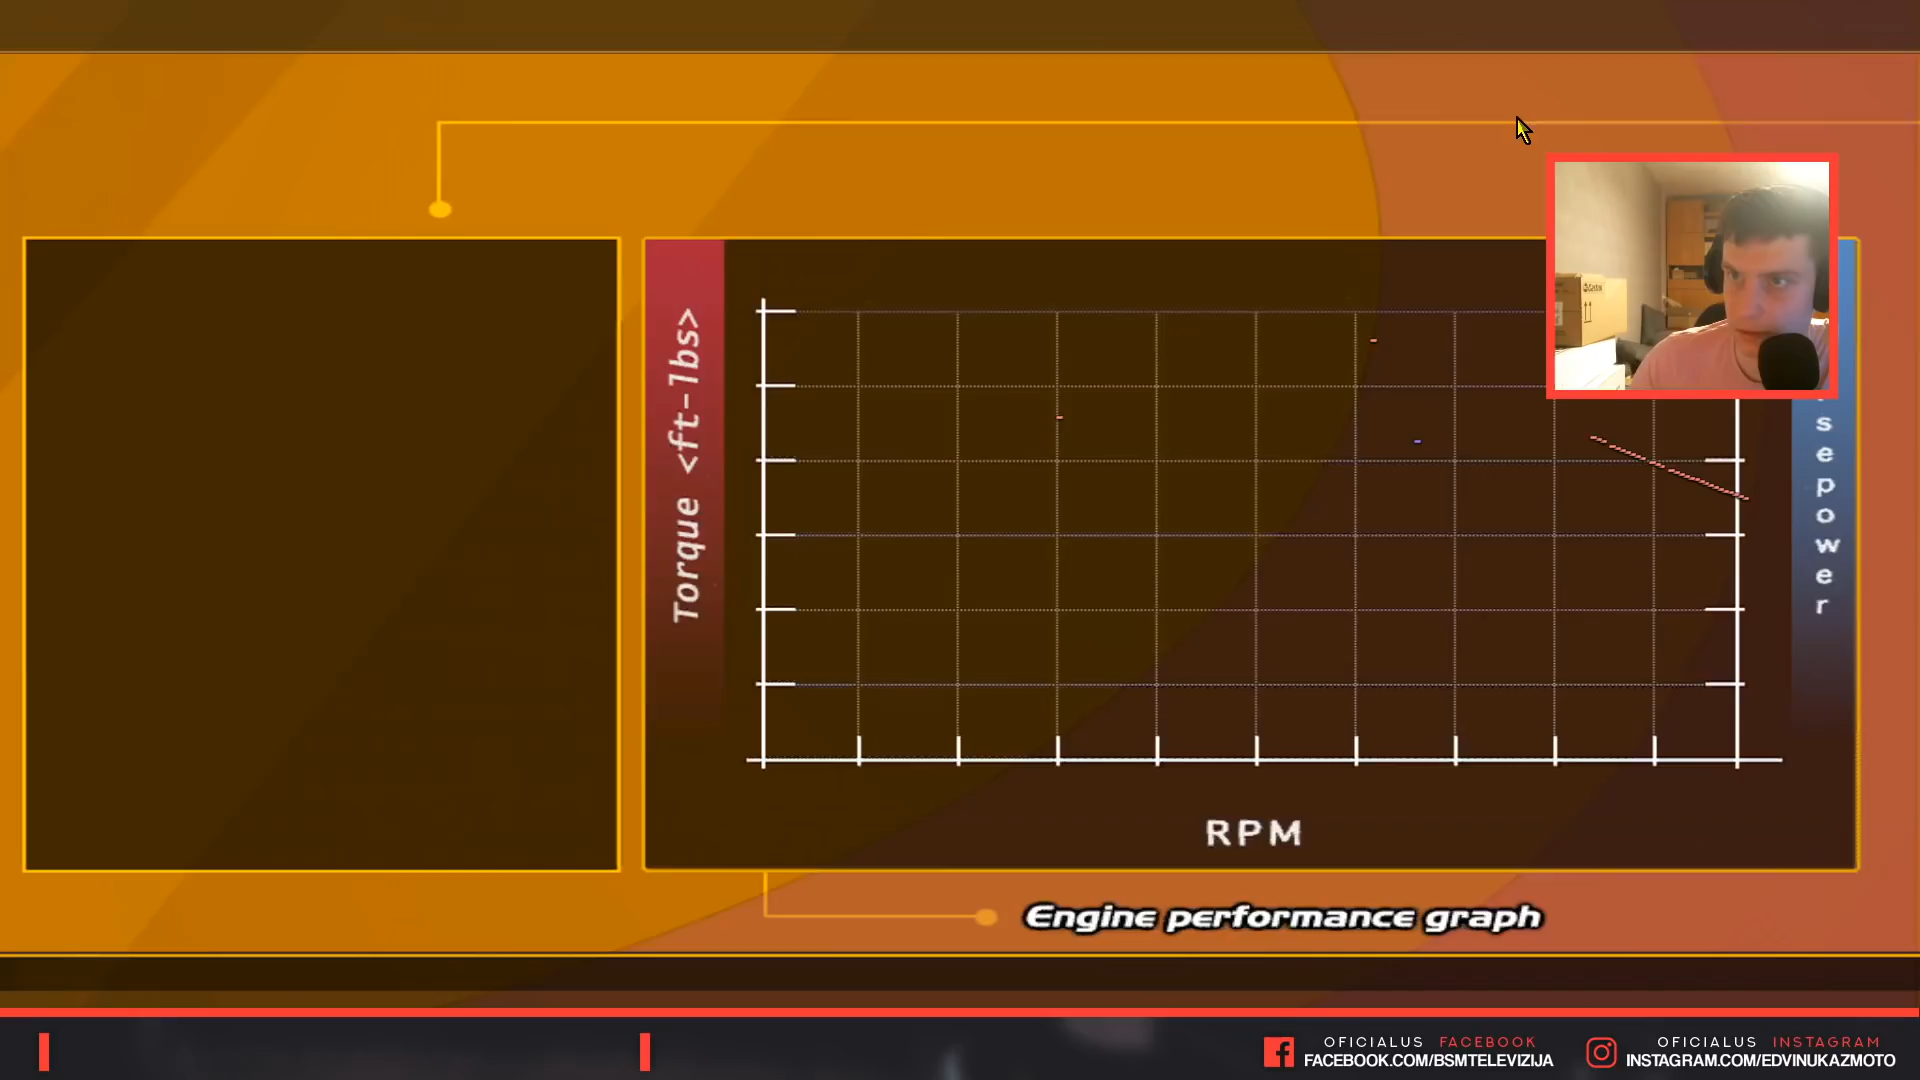 Torque <ft-lbs>
sepower
RPM
Engine performance graph
OFICIALUS FACEBOOK
FACEBOOK.COM/BSMTELEVIZIJA
OFICIALUS INSTAGRAM
INSTAGRAM.COM/EDVINUKAZMOTO